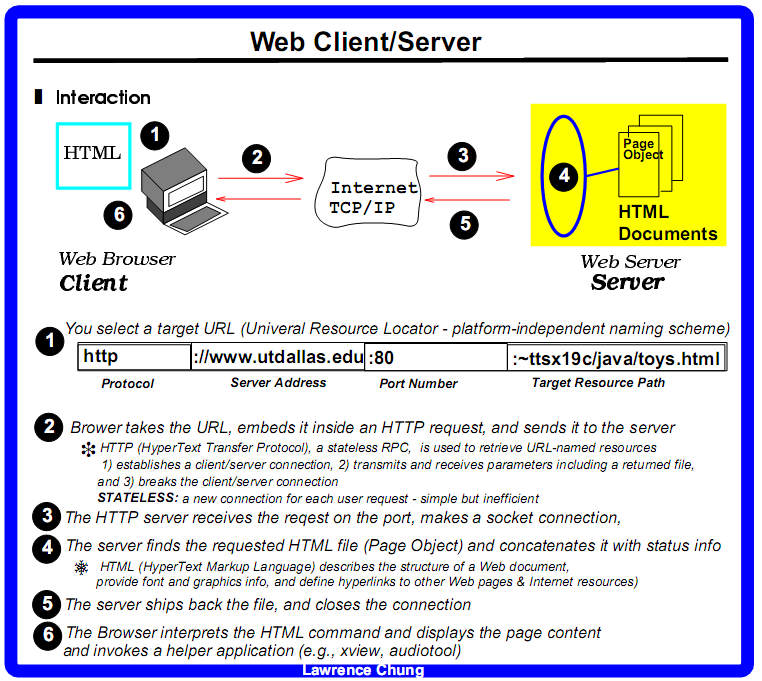 Web Client/Server
Interaction
HTML
1
2
3
4
5
6
Internet
TCP/IP
Page
Object
HTML
Documents
Web Browser
Client
Web Server
Server
1 You select a target URL (Univeral Resource Locator - platform-independent naming scheme)
http ://www.utdallas.edu :80 :~ttsx19c/java/toys.html
Protocol Server Address Port Number Target Resource Path
2 Brower takes the URL, embeds it inside an HTTP request, and sends it to the server
HTTP (HyperText Transfer Protocol), a stateless RPC, is used to retrieve URL-named resources
1) establishes a client/server connection, 2) transmits and receives parameters including a returned file,
and 3) breaks the client/server connection
STATELESS: a new connection for each user request - simple but inefficient
3 The HTTP server receives the reqest on the port, makes a socket connection,
4 The server finds the requested HTML file (Page Object) and concatenates it with status info
HTML (HyperText Markup Language) describes the structure of a Web document,
provide font and graphics info, and define hyperlinks to other Web pages & Internet resources)
5 The server ships back the file, and closes the connection
6 The Browser interprets the HTML command and displays the page content
and invokes a helper application (e.g., xview, audiotool)
Lawrence Chung